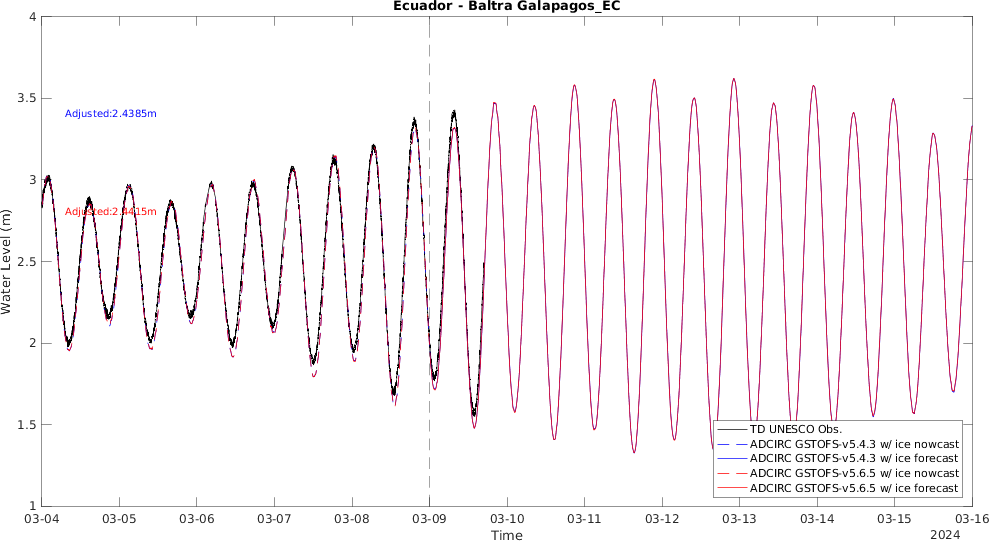 Ecuador - Baltra Galapagos_EC
4
3.5
3
2.5
2
1.5
1
Water Level (m)
Adjusted:2.4385m
Adjusted:2.4415m
TD UNESCO Obs.
ADCIRC GSTOFS-v5.4.3 w/ ice nowcast
ADCIRC GSTOFS-v5.4.3 w/ ice forecast
ADCIRC GSTOFS-v5.6.5 w/ ice nowcast
ADCIRC GSTOFS-v5.6.5 w/ ice forecast
03-04 03-05 03-06 03-07 03-08 03-09 03-10 03-11 03-12 03-13 03-14 03-15 03-16
Time
2024